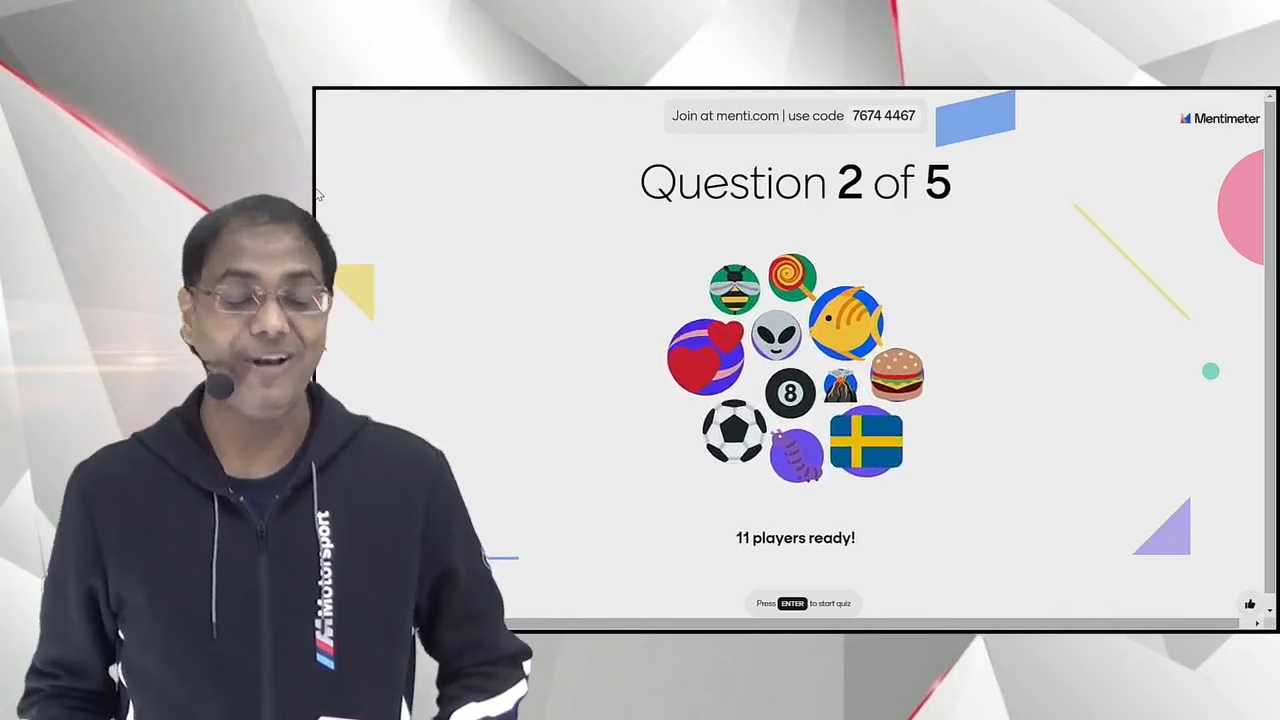 Join at menti.com | use code 7674 4467
Mentimeter
Question 2 of 5
8
11 players ready!
Press ENTER to start quiz
Motorsport